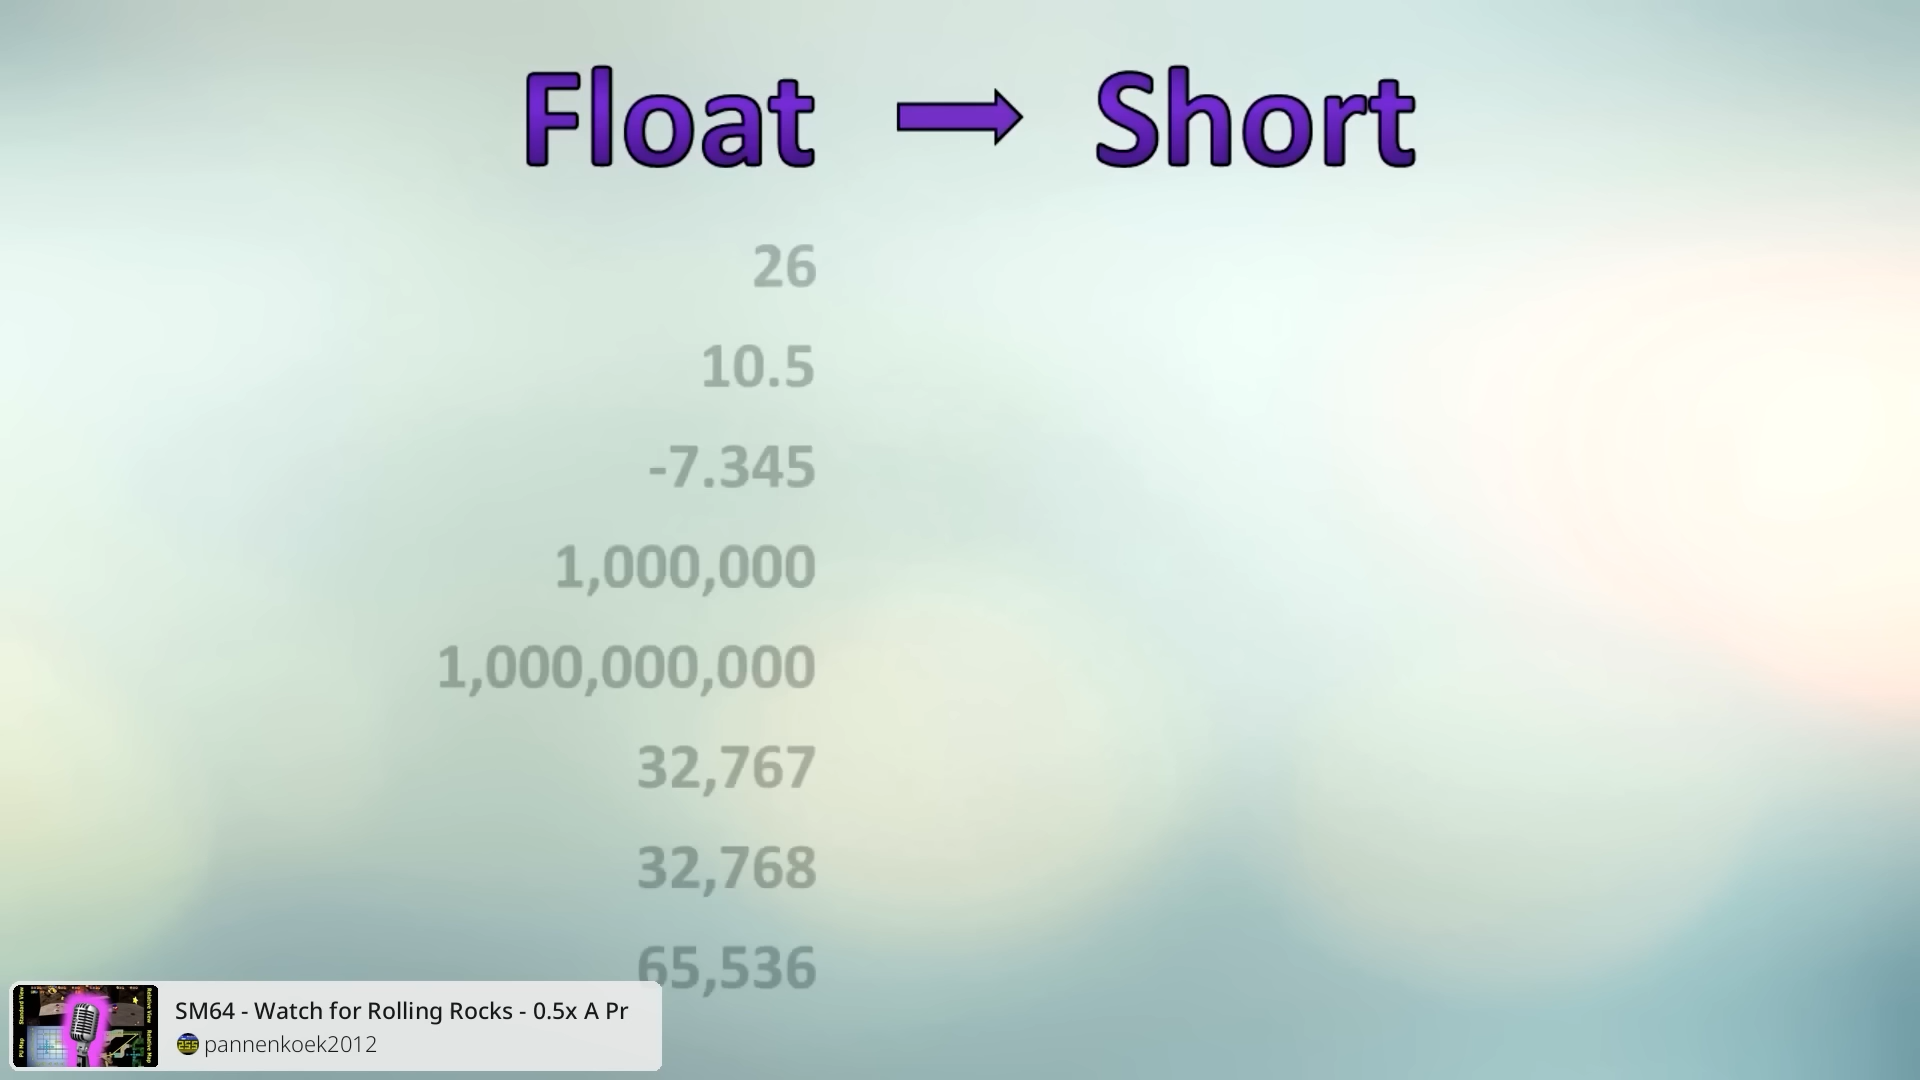 Float → Short
26
10.5
-7.345
1,000,000
1,000,000,000
32,767
32,768
65,536
SM64 - Watch for Rolling Rocks - 0.5x A Pr
pannenkoek2012